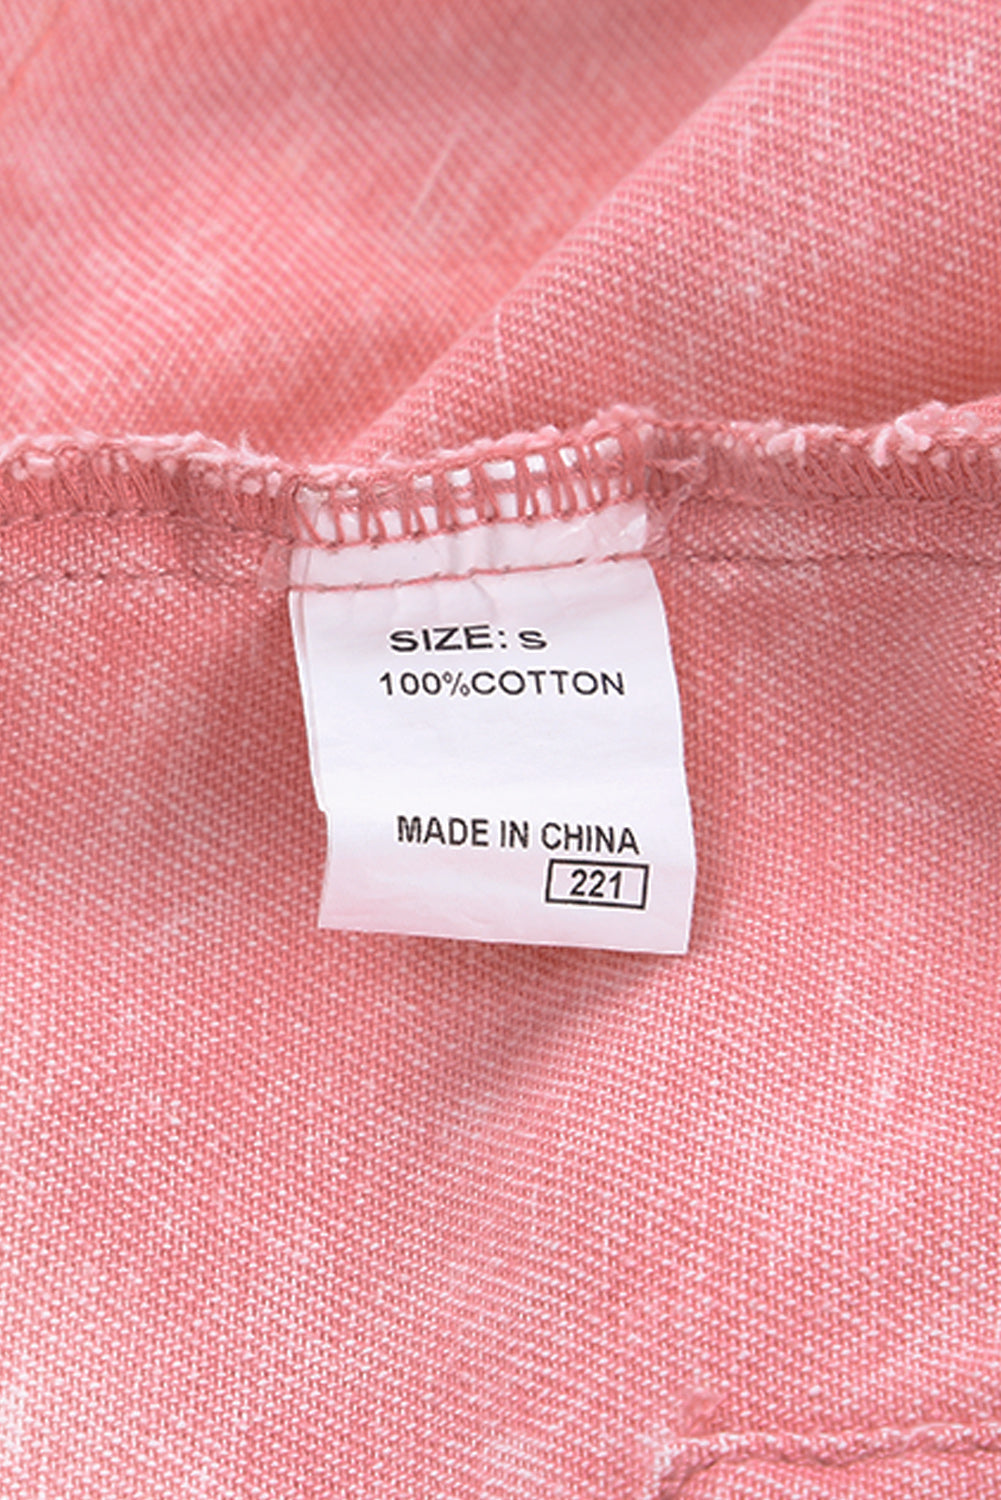 SIZE: S
100%COTTON
MADE IN CHINA
221